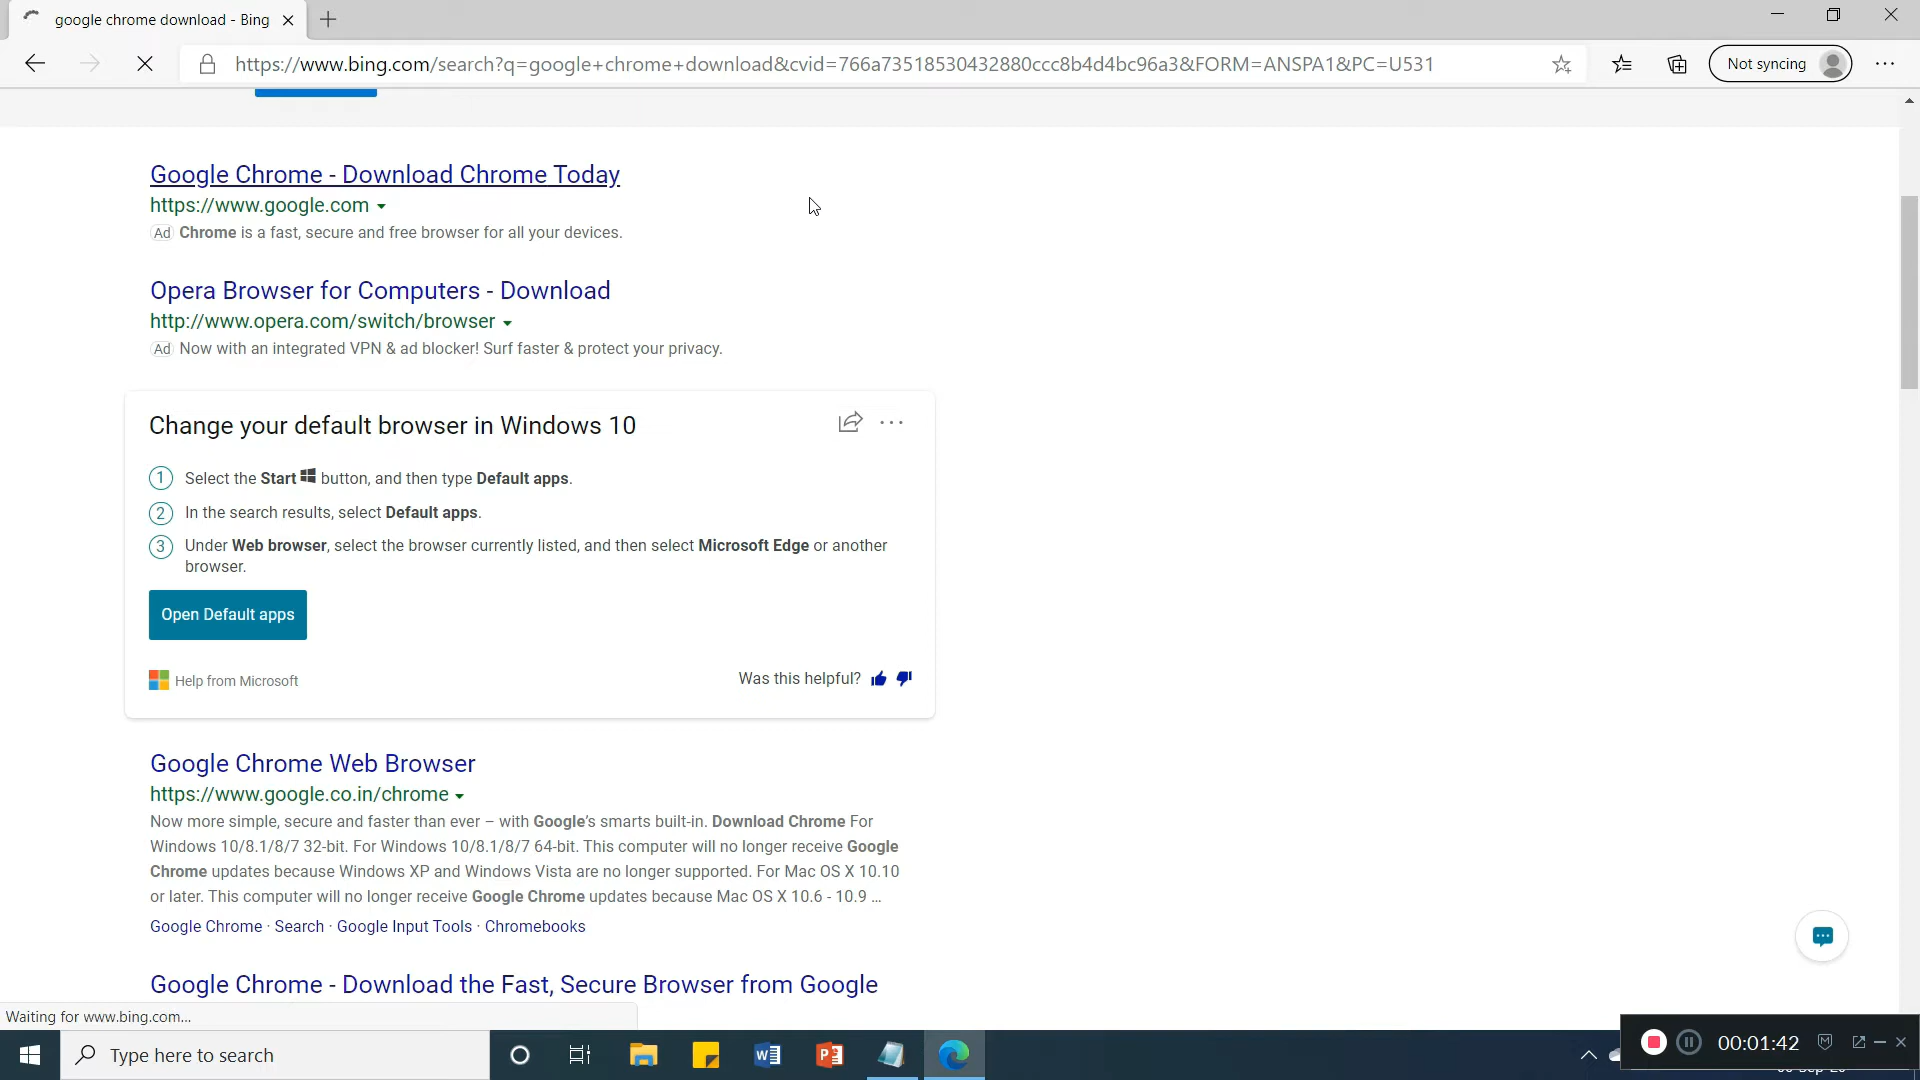 google chrome download - Bing
https://www.bing.com/search?q=google+chrome+download&cvid=766a73518530432880ccc8b4d4bc96a3&FORM=ANSPA1&PC=U531
Not syncing
Google Chrome - Download Chrome Today
https://www.google.com
Ad Chrome is a fast, secure and free browser for all your devices.
Opera Browser for Computers - Download
http://www.opera.com/switch/browser
Ad Now with an integrated VPN & ad blocker! Surf faster & protect your privacy.
Change your default browser in Windows 10
1 Select the Start button, and then type Default apps.
2 In the search results, select Default apps.
3 Under Web browser, select the browser currently listed, and then select Microsoft Edge or another
browser.
Open Default apps
Help from Microsoft
Was this helpful?
Google Chrome Web Browser
https://www.google.co.in/chrome
Now more simple, secure and faster than ever – with Google's smarts built-in. Download Chrome For
Windows 10/8.1/8/7 32-bit. For Windows 10/8.1/8/7 64-bit. This computer will no longer receive Google
Chrome updates because Windows XP and Windows Vista are no longer supported. For Mac OS X 10.10
or later. This computer will no longer receive Google Chrome updates because Mac OS X 10.6 - 10.9 ...
Google Chrome · Search · Google Input Tools · Chromebooks
Google Chrome - Download the Fast, Secure Browser from Google
Waiting for www.bing.com...
Type here to search
00:01:42